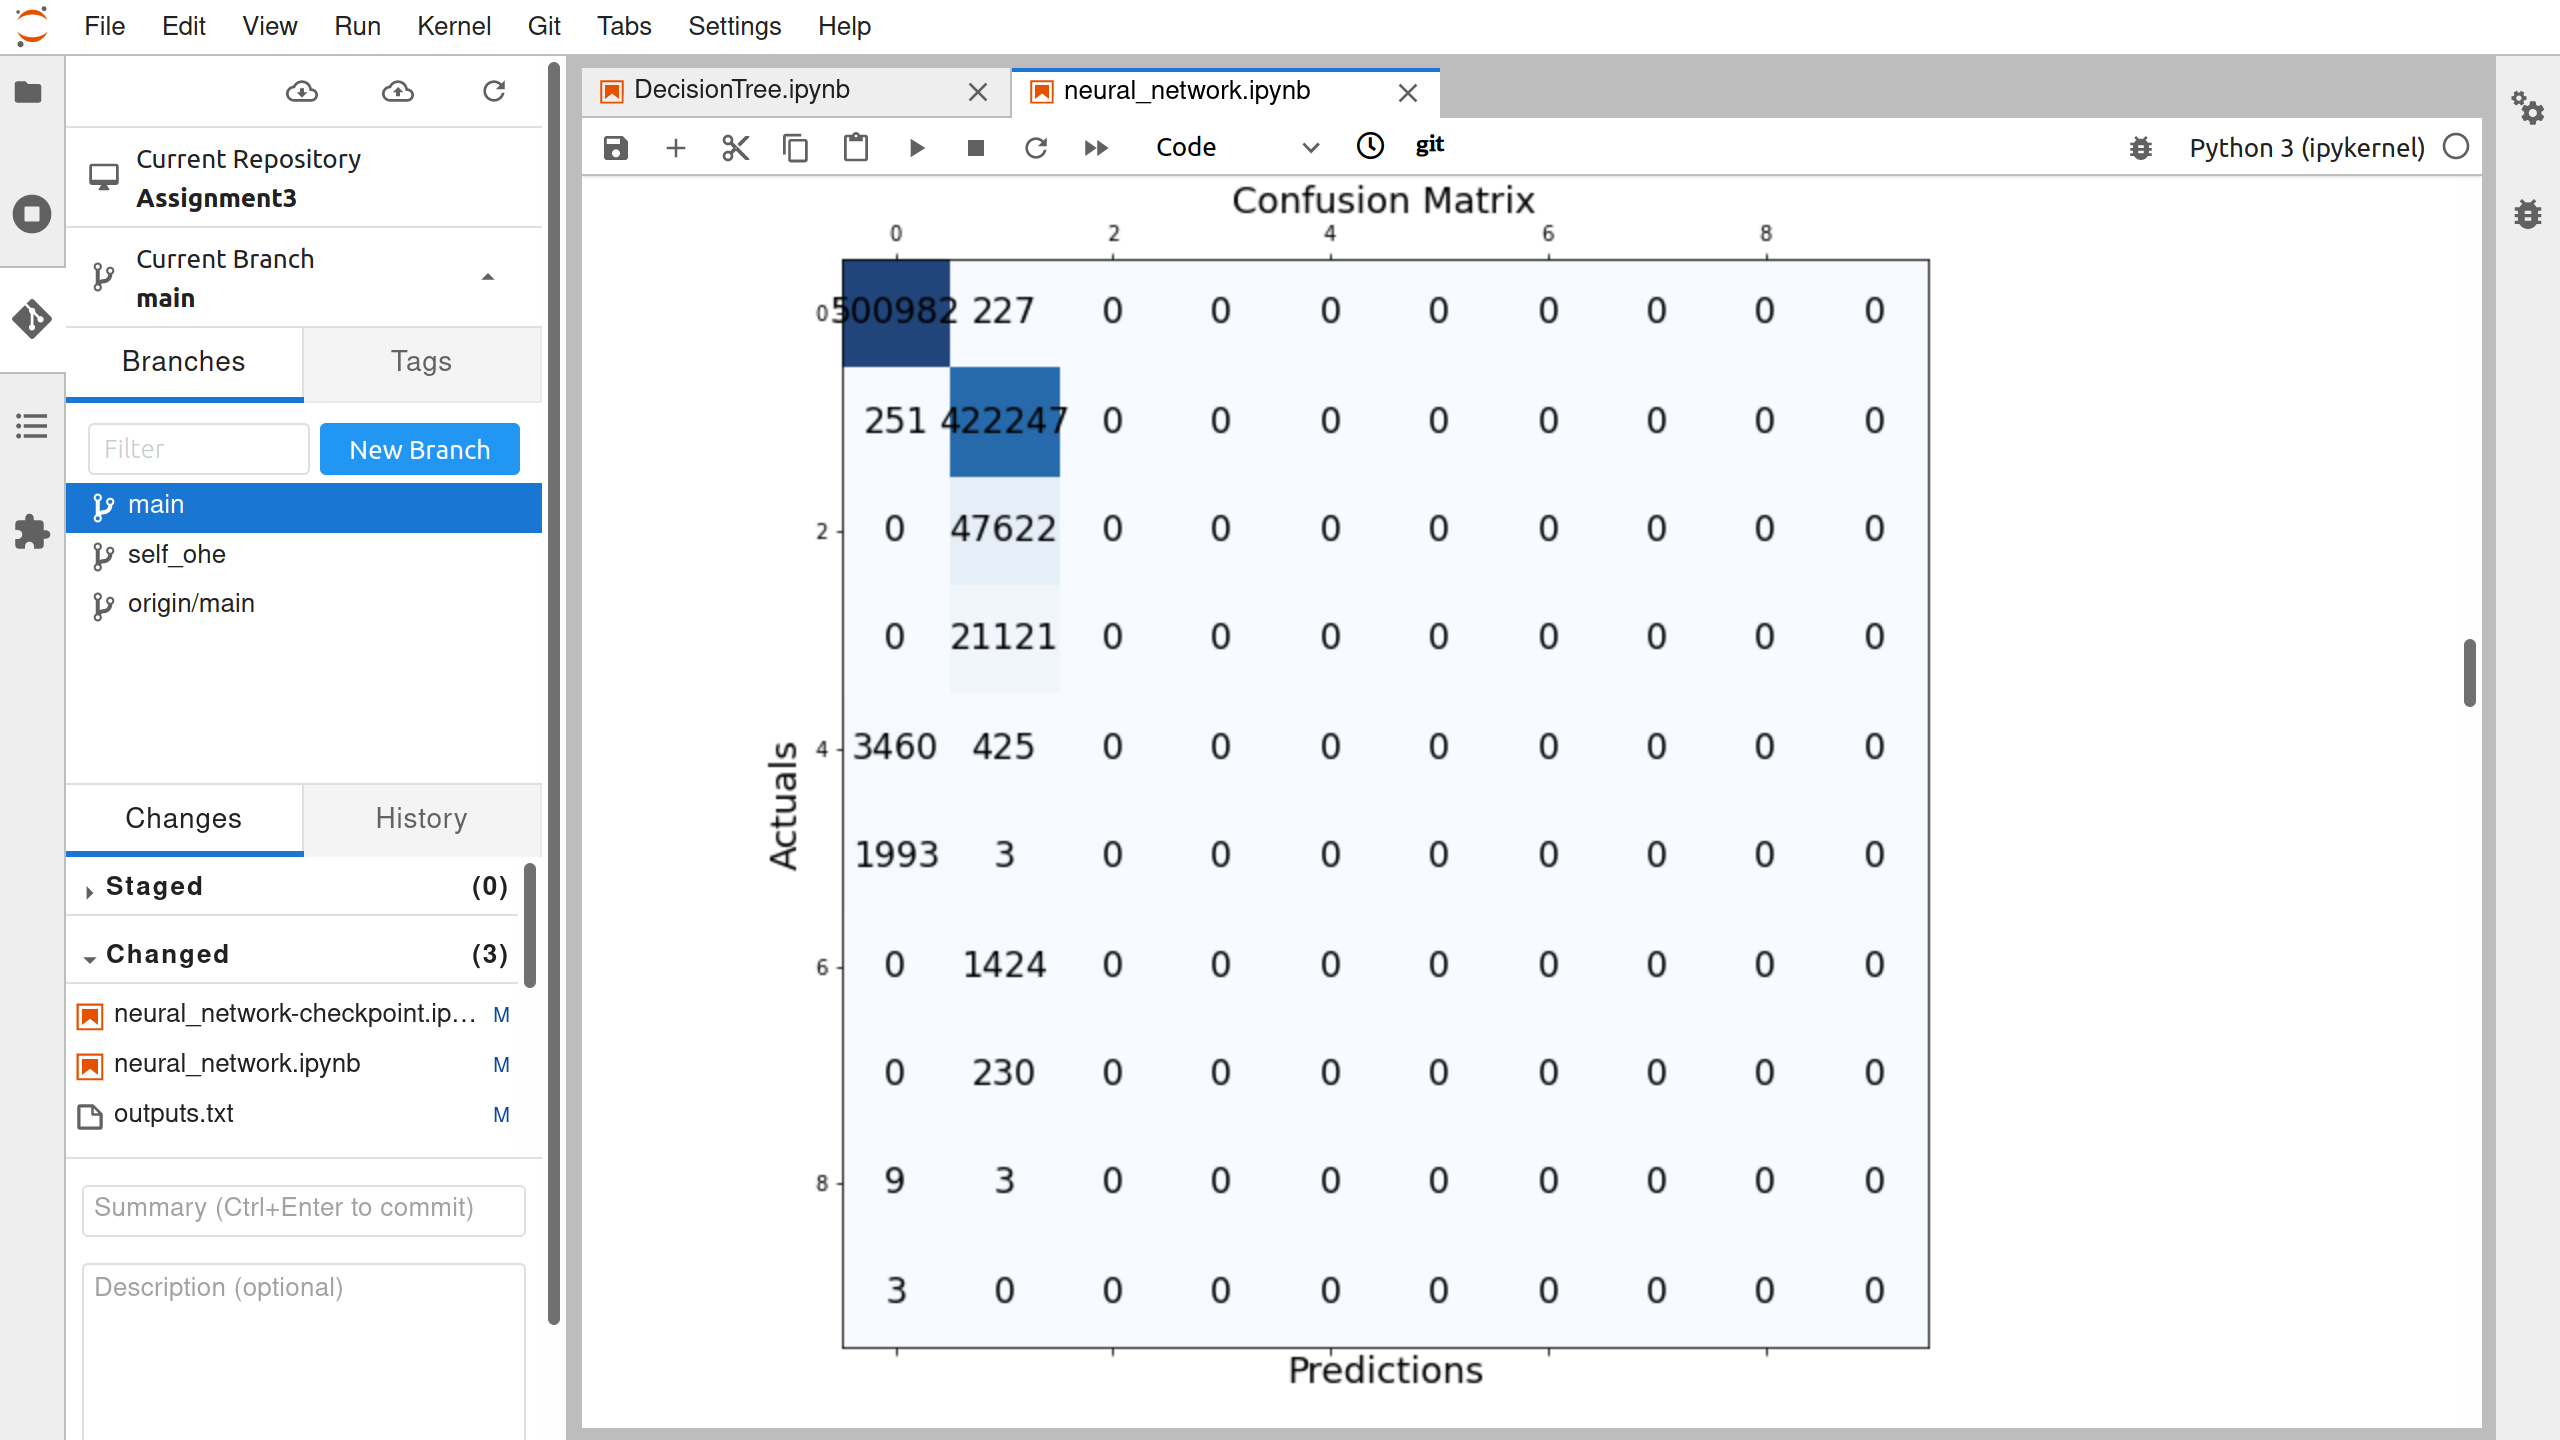 File Edit View Run Kernel Git Tabs Settings Help
Current Repository
Assignment3
Current Branch
main
Branches Tags
Filter New Branch
main
self_ohe
origin/main
Changes History
Staged (0)
Changed (3)
neural_network-checkpoint.ip... M
neural_network.ipynb M
outputs.txt M
Summary (Ctrl+Enter to commit)
Description (optional)
DecisionTree.ipynb neural_network.ipynb
Code git Python 3 (ipykernel)
Confusion Matrix
0 2 4 6 8
0 500982 227 0 0 0 0 0 0 0 0
251 422247 0 0 0 0 0 0 0 0
2 0 47622 0 0 0 0 0 0 0 0
0 21121 0 0 0 0 0 0 0 0
4 3460 425 0 0 0 0 0 0 0 0
1993 3 0 0 0 0 0 0 0 0
6 0 1424 0 0 0 0 0 0 0 0
0 230 0 0 0 0 0 0 0 0
8 9 3 0 0 0 0 0 0 0 0
3 0 0 0 0 0 0 0 0 0
Actuals
Predictions